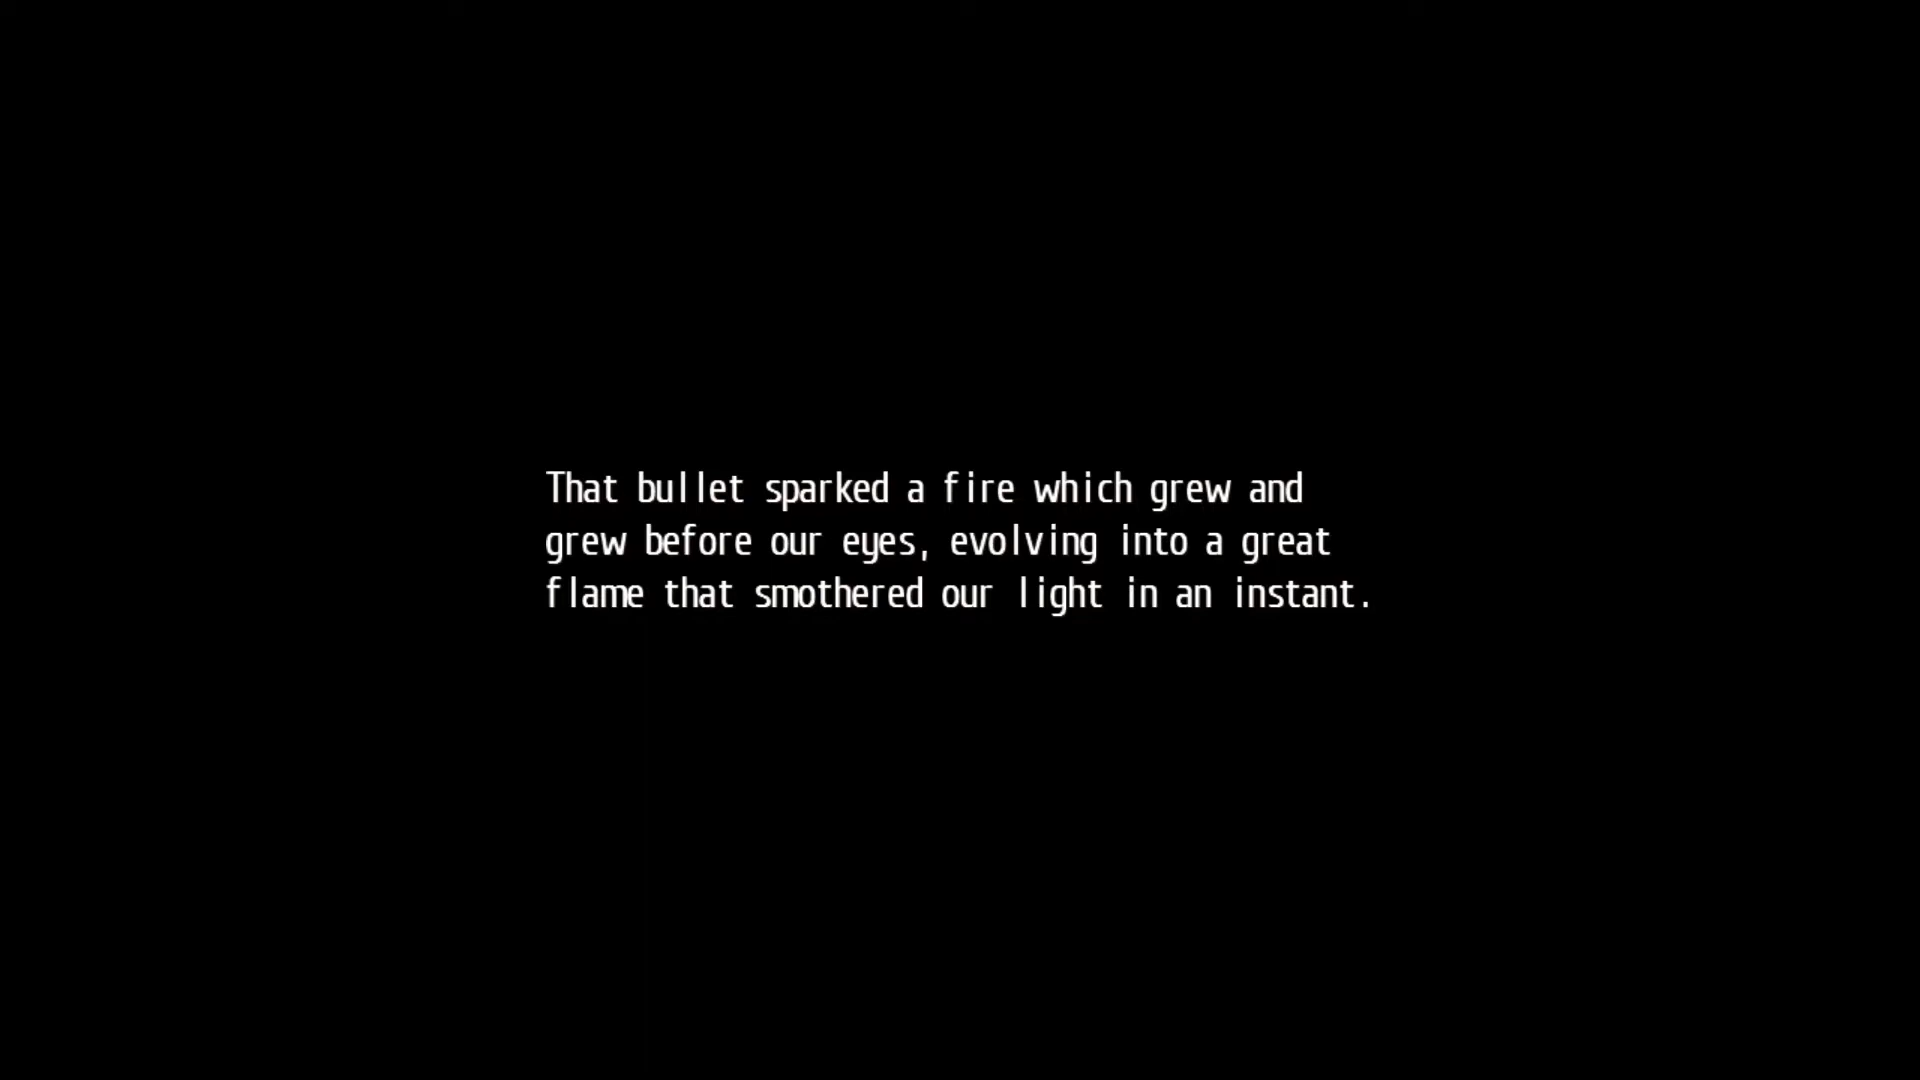 That bullet sparked a fire which grew and
grew before our eyes, evolving into a great
flame that smothered our light in an instant.